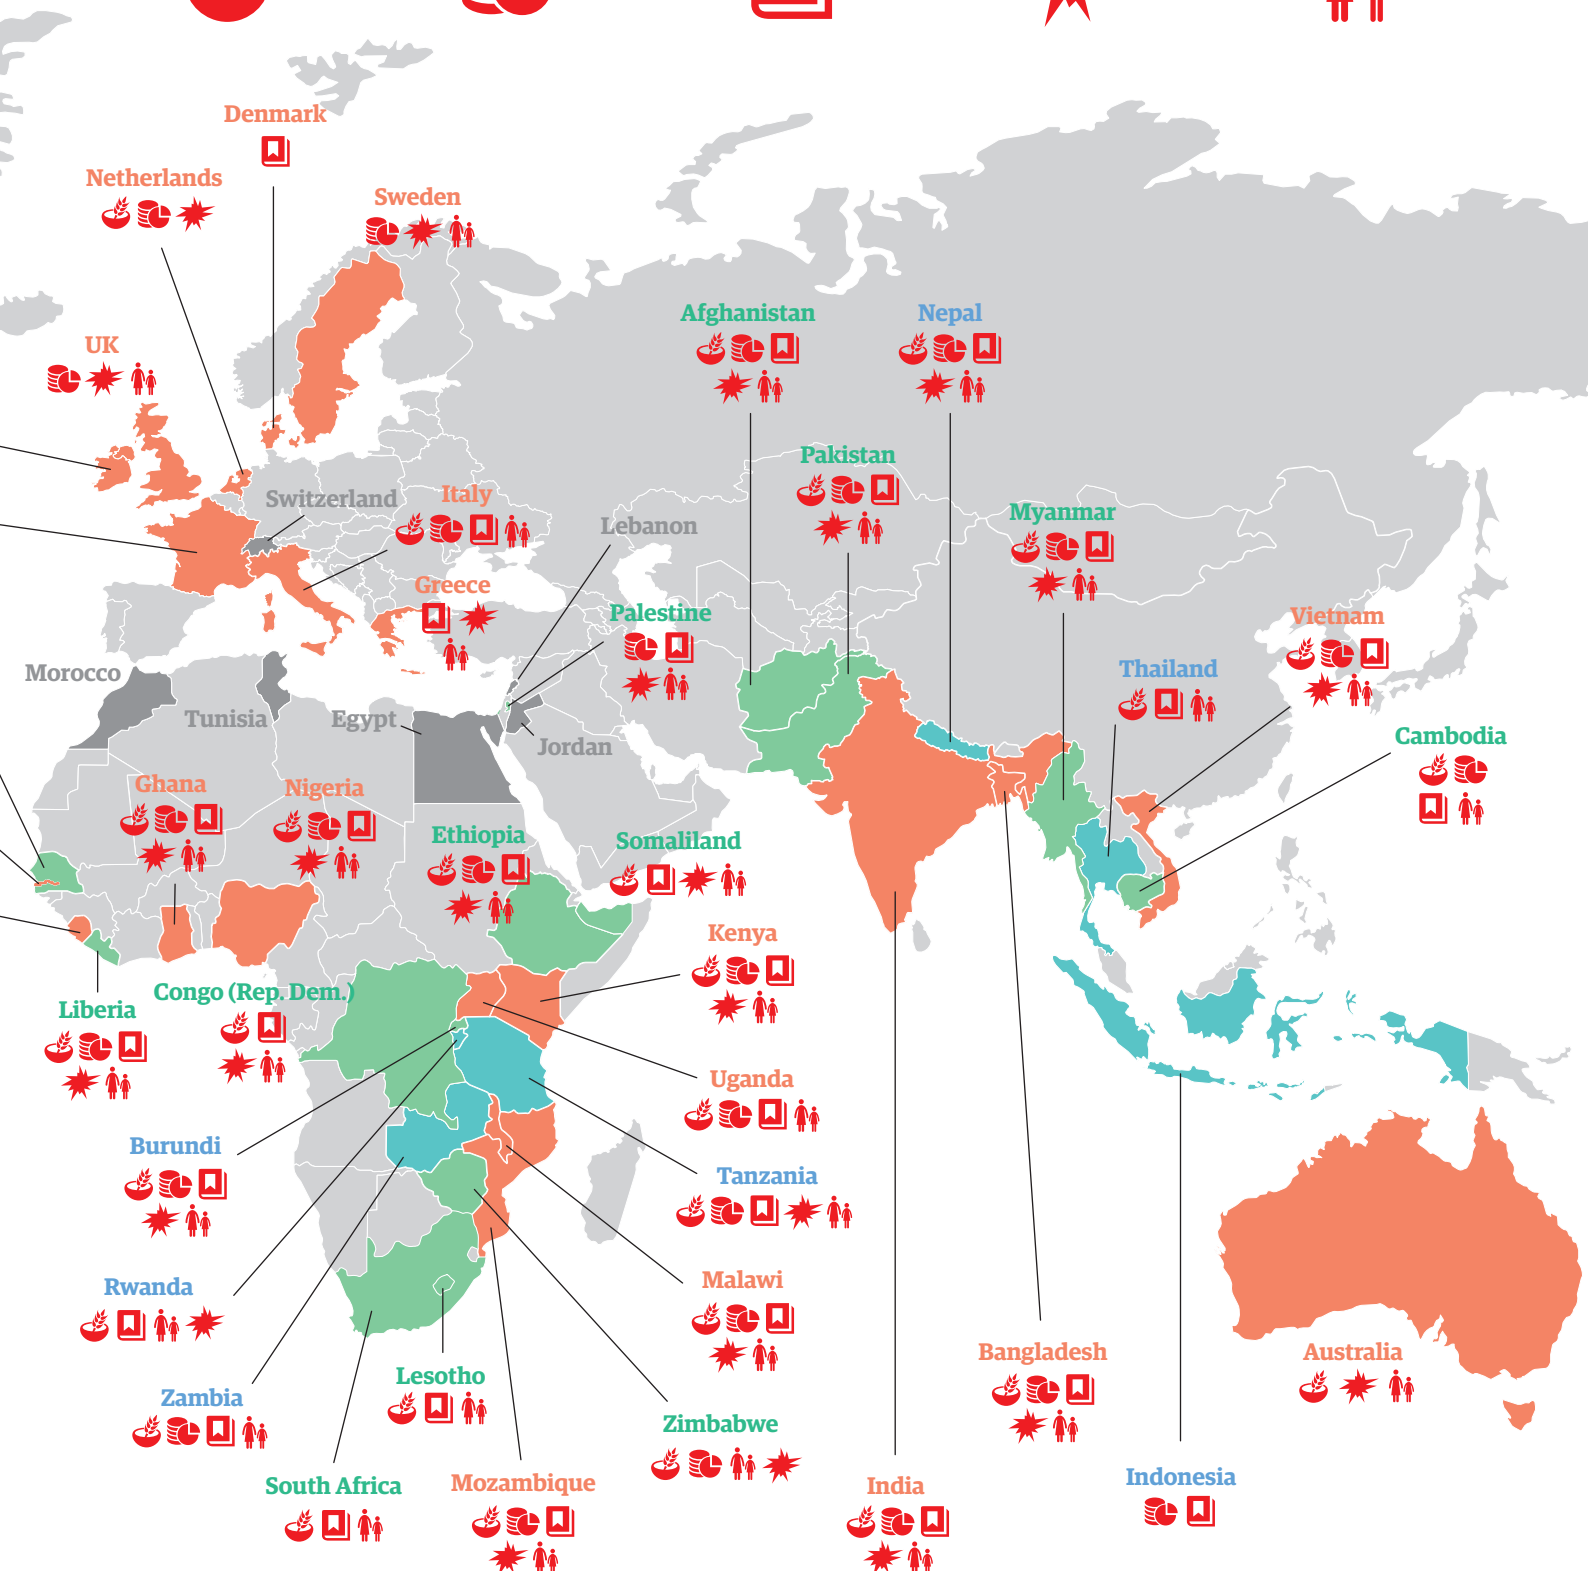 Denmark
Netherlands
Sweden
Afghanistan
Nepal
UK
Pakistan
Switzerland
Italy
Lebanon
Myanmar
Greece
Palestine
Vietnam
Morocco
Thailand
Tunisia
Egypt
Jordan
Cambodia
Ghana
Nigeria
Ethiopia
Somaliland
Kenya
Congo (Rep. Dem.)
Liberia
Uganda
Burundi
Tanzania
Rwanda
Malawi
Bangladesh
Australia
Lesotho
Zambia
Zimbabwe
Indonesia
South Africa
Mozambique
India